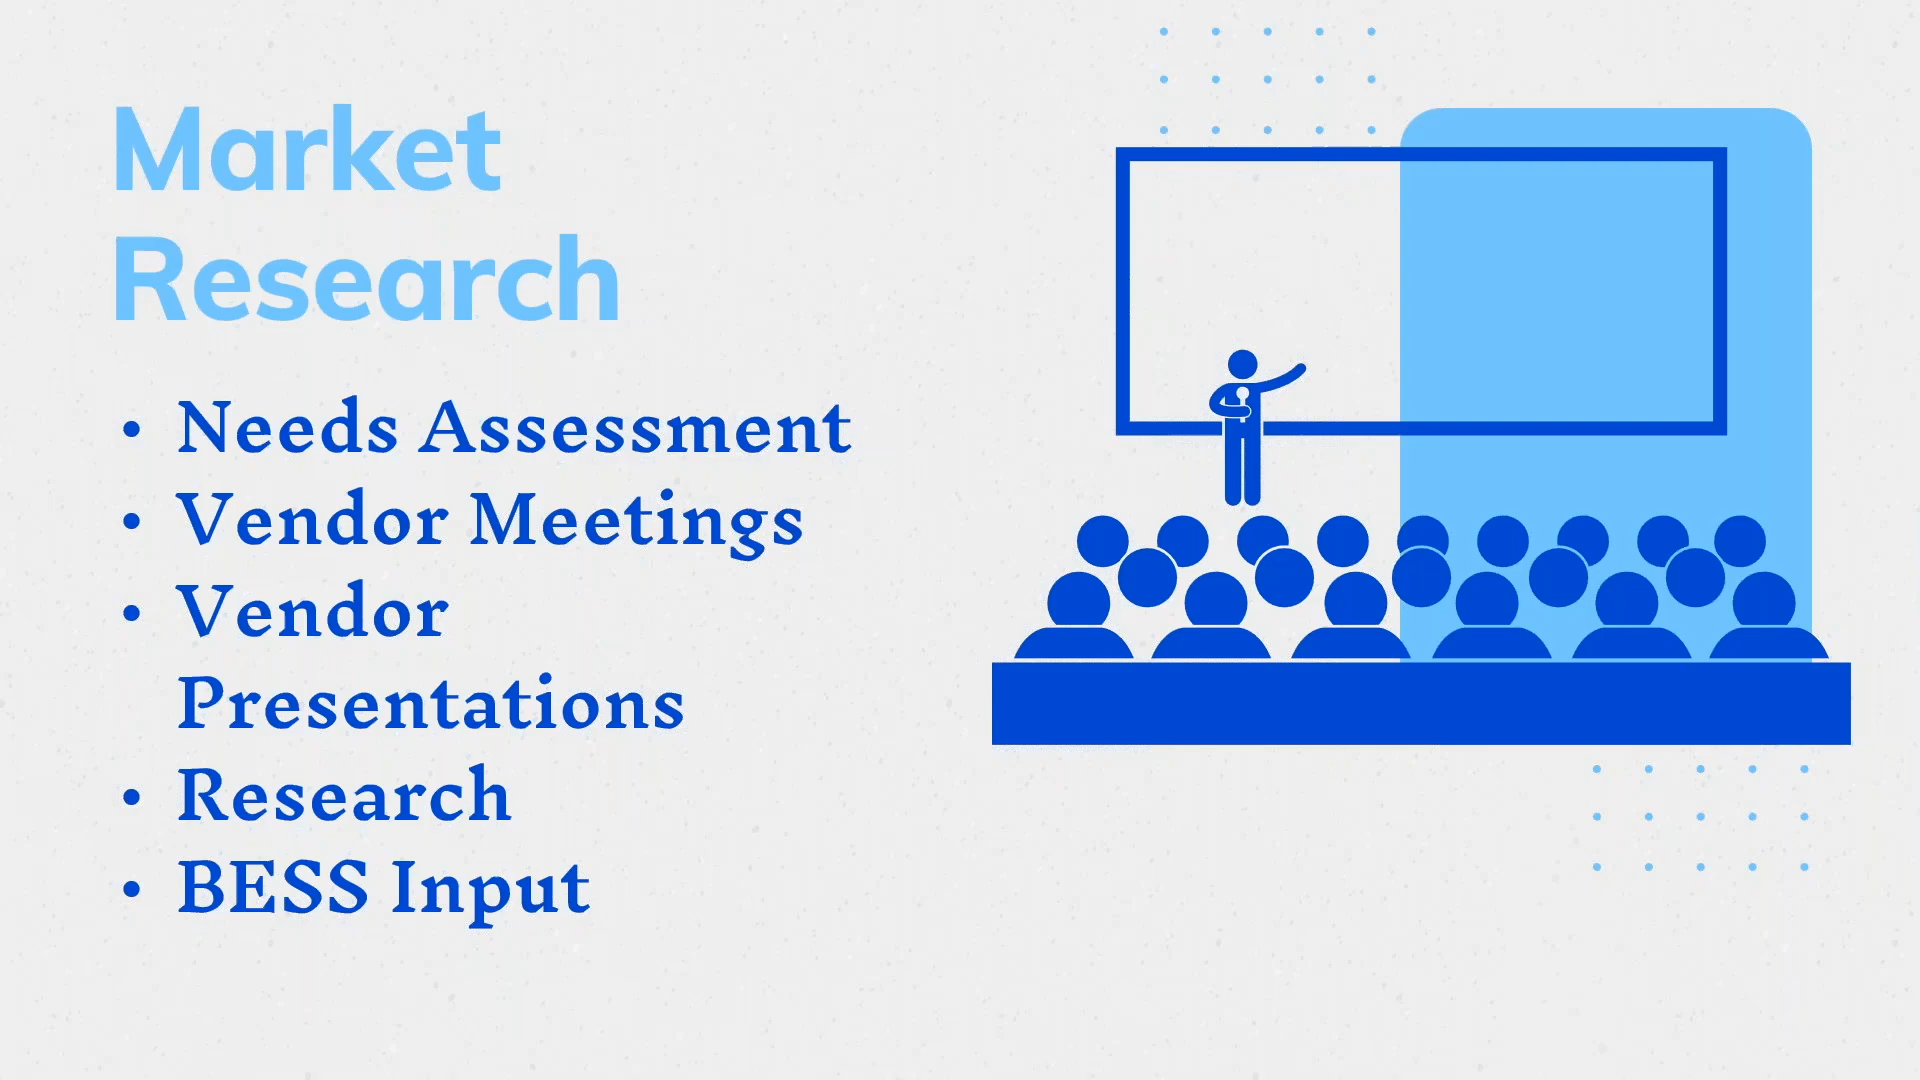 Market
Research
• Needs Assessment
• Vendor Meetings
• Vendor
Presentations
• Research
• BESS Input